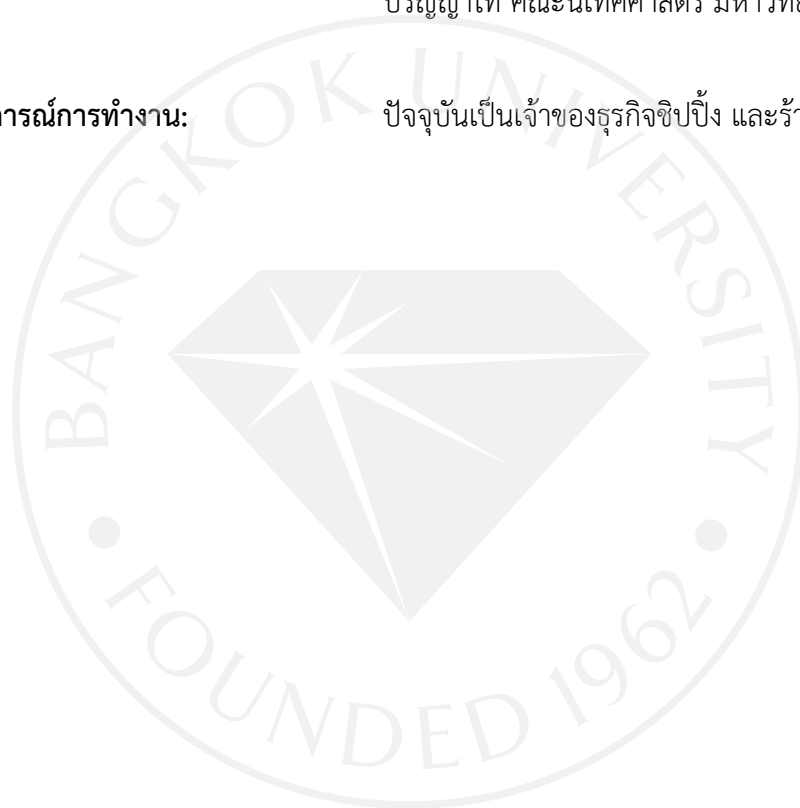 ปริญญาโท คณะนิเทศศาสตร์
ปัจจุบันเป็นเจ้าของธุรกิจชิปปิ้ง และ
การทำงาน:
BANGKOK UNIVERSITY
FOUNDED 1962